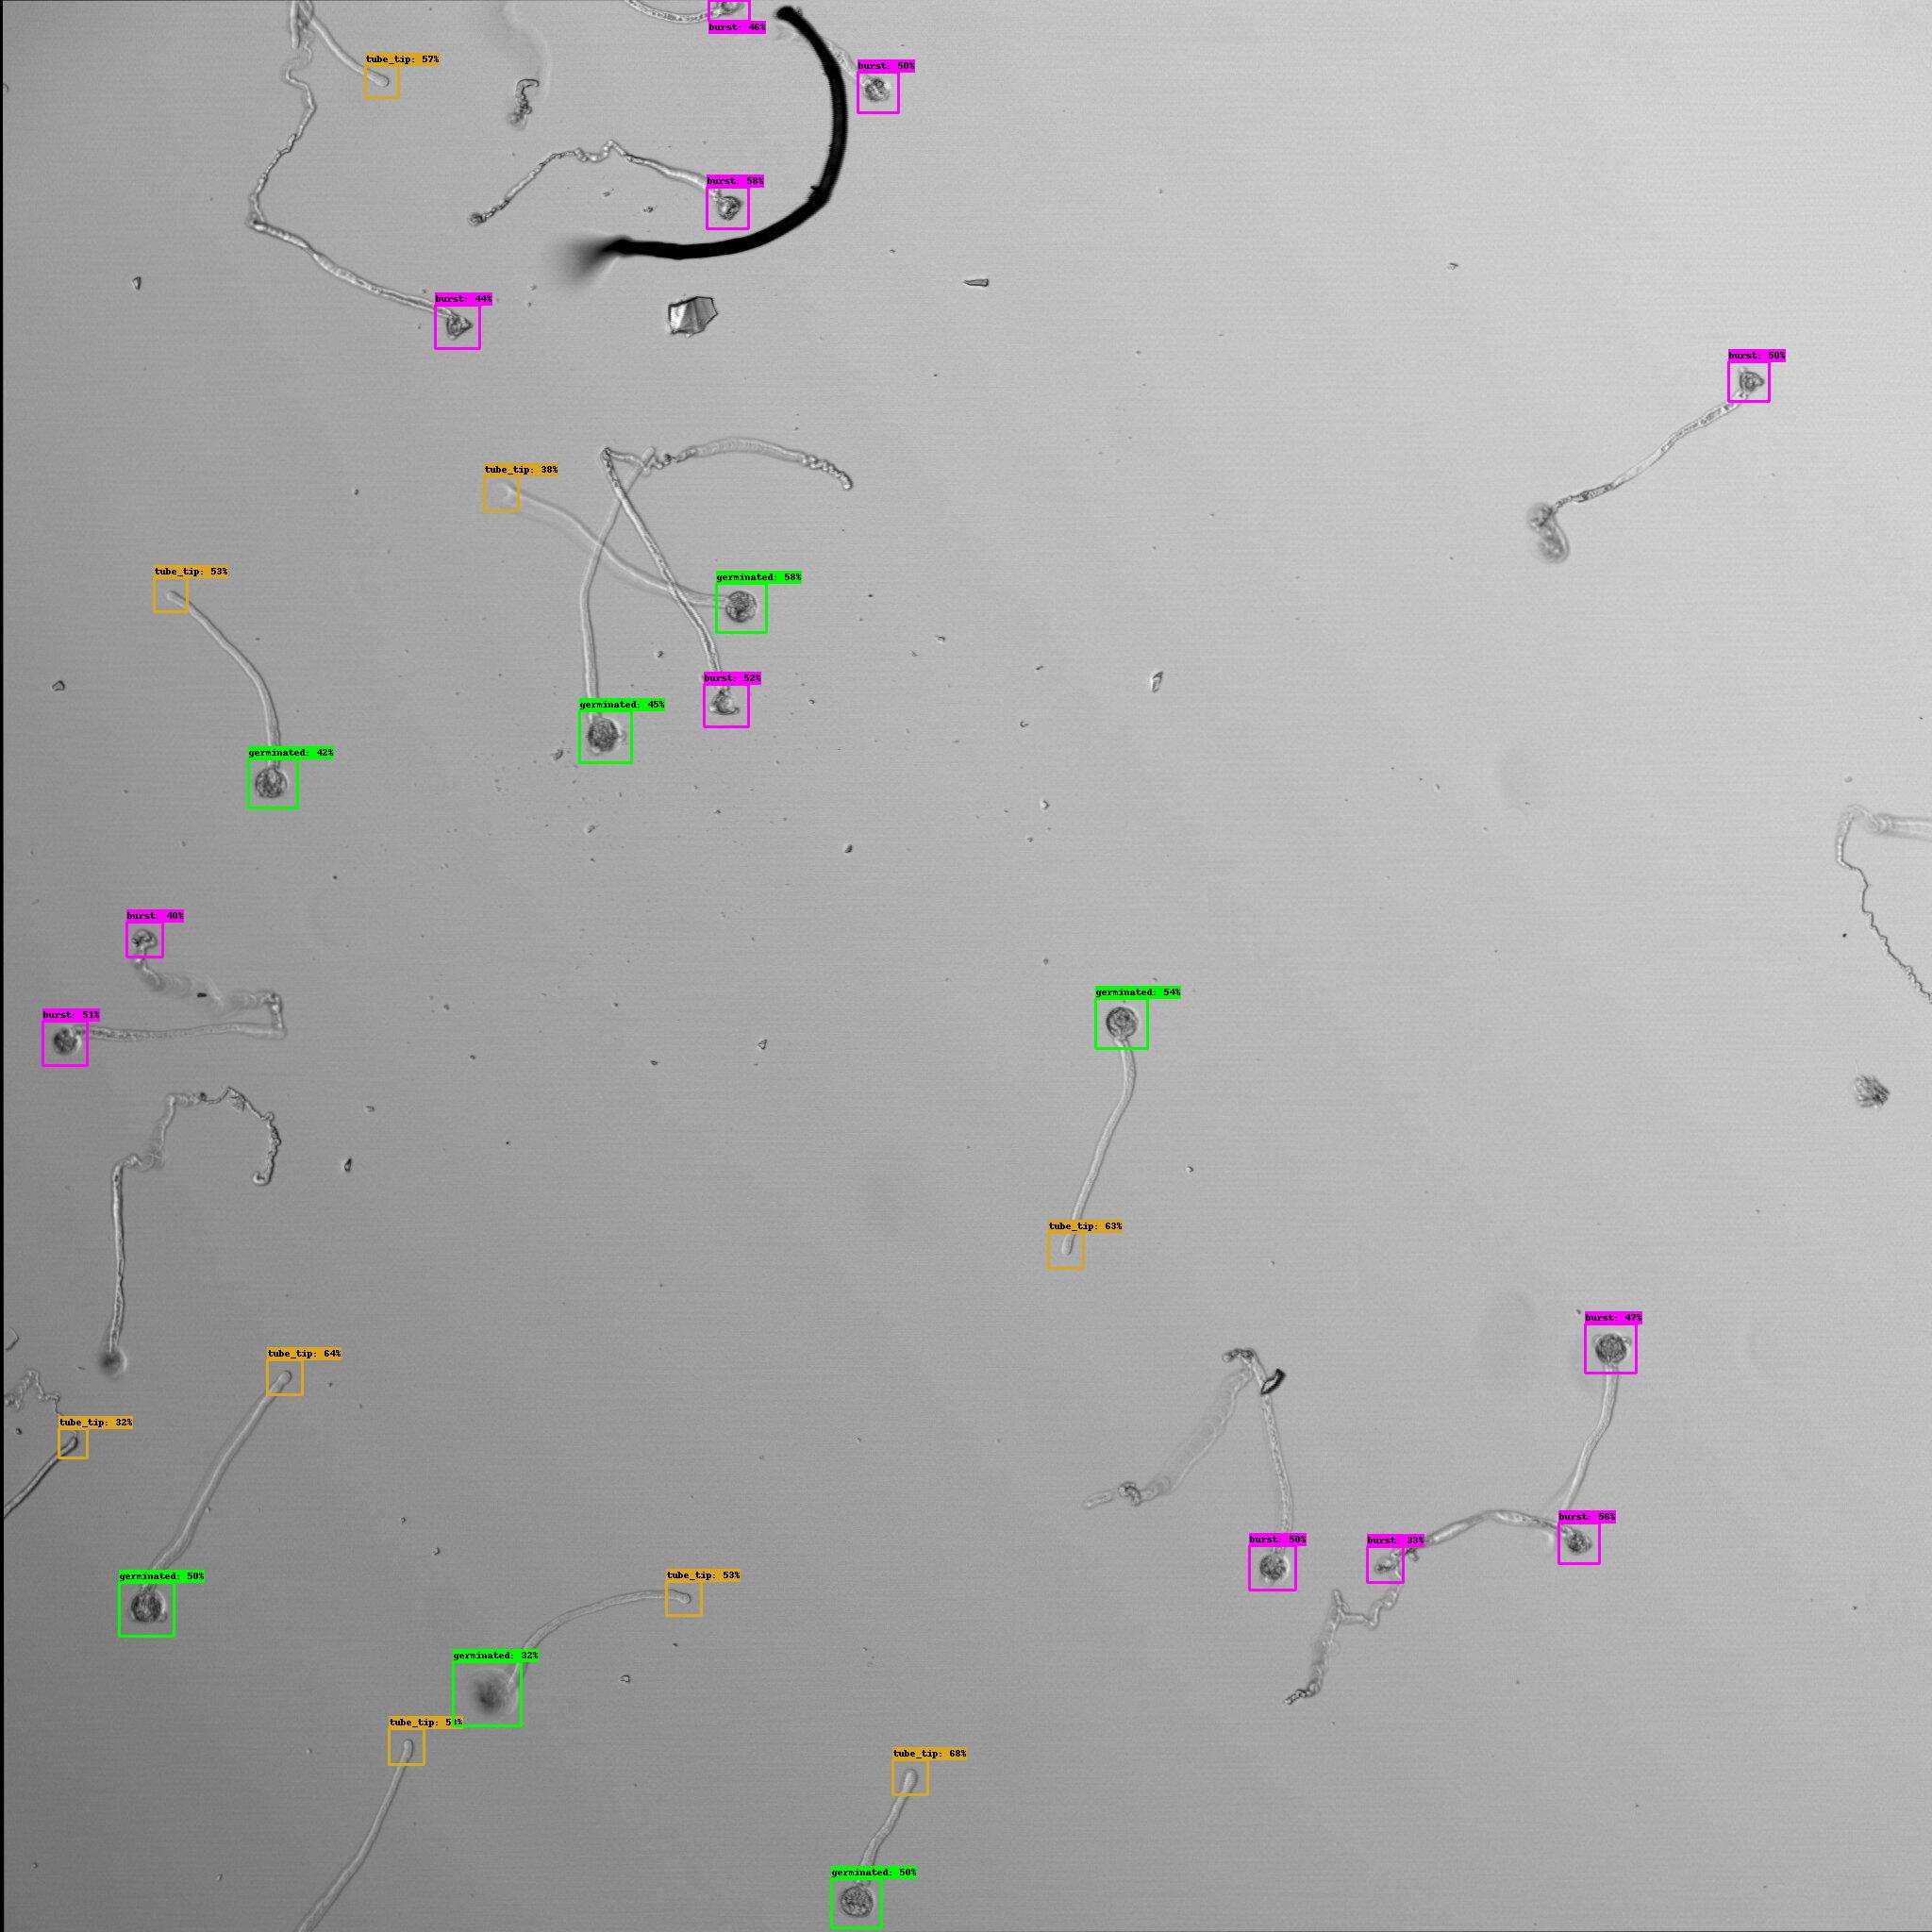 burst: 46%
tube_tip: 57%
burst: 50%
burst: 58%
burst: 44%
burst: 50%
tube_tip: 38%
tube_tip: 53%
germinated: 58%
burst: 52%
germinated: 45%
germinated: 42%
burst: 40%
germinated: 54%
burst: 51%
tube_tip: 63%
burst: 47%
tube_tip: 64%
tube_tip: 32%
burst: 56%
burst: 50%
burst: 33%
tube_tip: 53%
germinated: 50%
germinated: 32%
tube_tip:
tube_tip: 68%
germinated: 50%